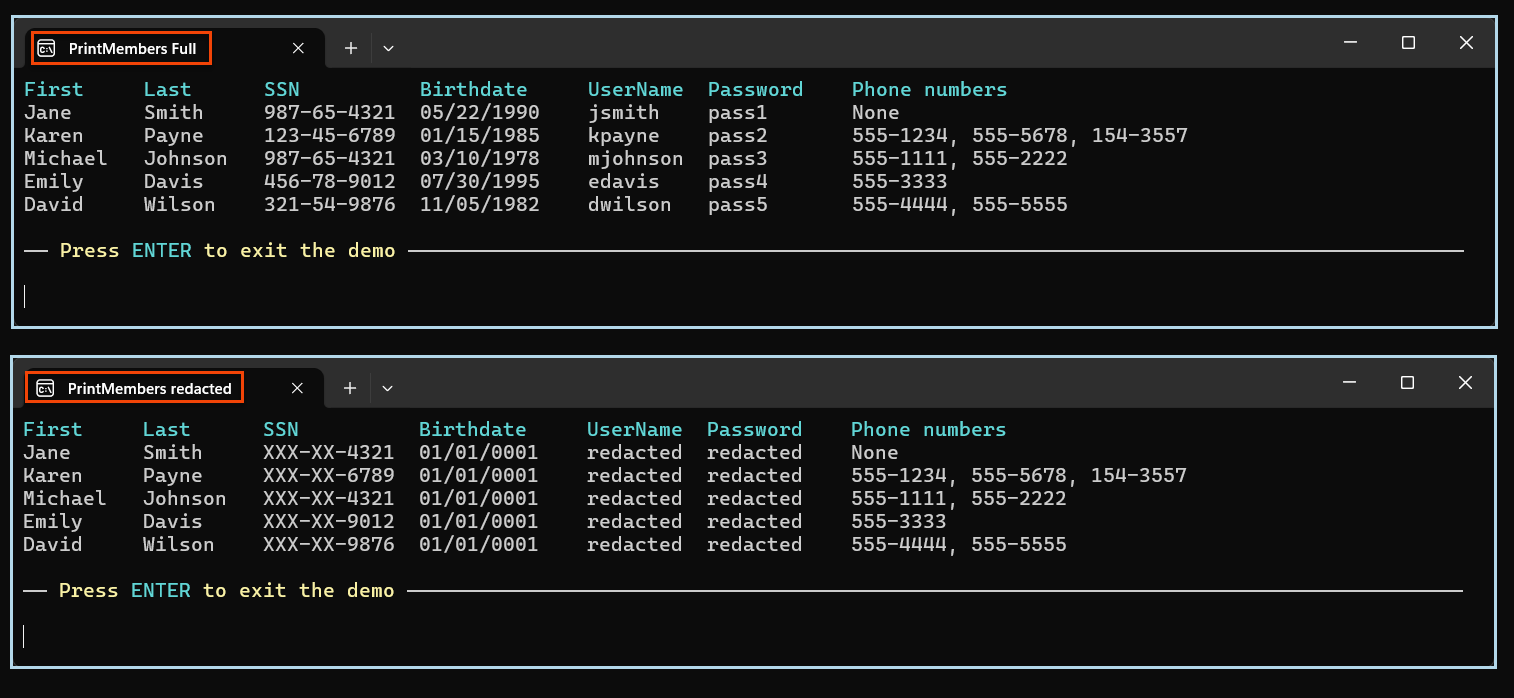 PrintMembers Full
First Last SSN Birthdate UserName Password Phone numbers
Jane Smith 987-65-4321 05/22/1990 jsmith pass1 None
Karen Payne 123-45-6789 01/15/1985 kpayne pass2 555-1234, 555-5678, 154-3557
Michael Johnson 987-65-4321 03/10/1978 mjohnson pass3 555-1111, 555-2222
Emily Davis 456-78-9012 07/30/1995 edavis pass4 555-3333
David Wilson 321-54-9876 11/05/1982 dwilson pass5 555-4444, 555-5555
Press ENTER to exit the demo
PrintMembers redacted
First Last SSN Birthdate UserName Password Phone numbers
Jane Smith XXX-XX-4321 01/01/0001 redacted redacted None
Karen Payne XXX-XX-6789 01/01/0001 redacted redacted 555-1234, 555-5678, 154-3557
Michael Johnson XXX-XX-4321 01/01/0001 redacted redacted 555-1111, 555-2222
Emily Davis XXX-XX-9012 01/01/0001 redacted redacted 555-3333
David Wilson XXX-XX-9876 01/01/0001 redacted redacted 555-4444, 555-5555
Press ENTER to exit the demo